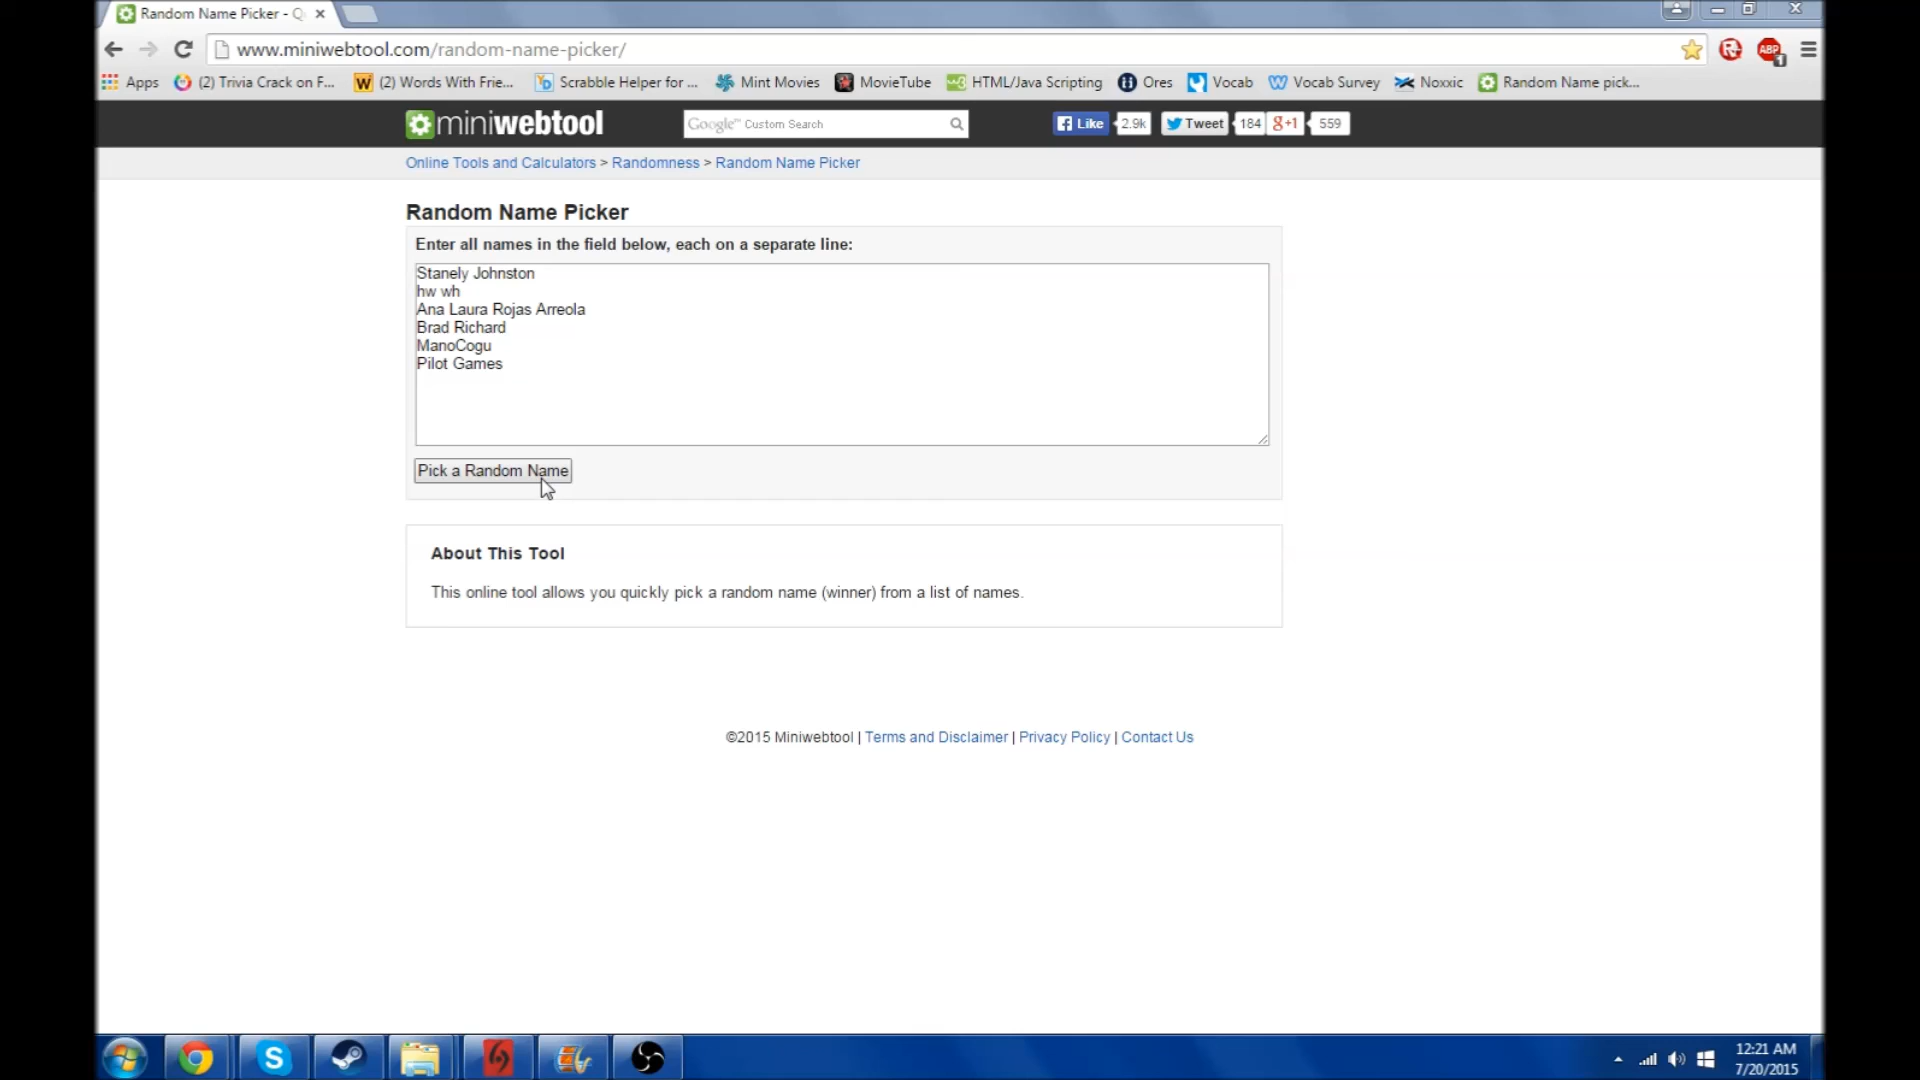 Random Name Picker - Q
www.miniwebtool.com/random-name-picker/
ABP
1
Apps
(2) Trivia Crack on F...
(2) Words With Frie...
Scrabble Helper for ...
Mint Movies
MovieTube
HTML/Java Scripting
Ores
Vocab
Vocab Survey
Noxxic
Random Name pick...
miniwebtool
Google™ Custom Search
Like
2.9k
Tweet
184
g+1
559
Online Tools and Calculators > Randomness > Random Name Picker
Random Name Picker
Enter all names in the field below, each on a separate line:
Stanely Johnston
hw wh
Ana Laura Rojas Arreola
Brad Richard
ManoCogu
Pilot Games
Pick a Random Name
About This Tool
This online tool allows you quickly pick a random name (winner) from a list of names.
©2015 Miniwebtool | Terms and Disclaimer | Privacy Policy | Contact Us
12:21 AM
7/20/2015